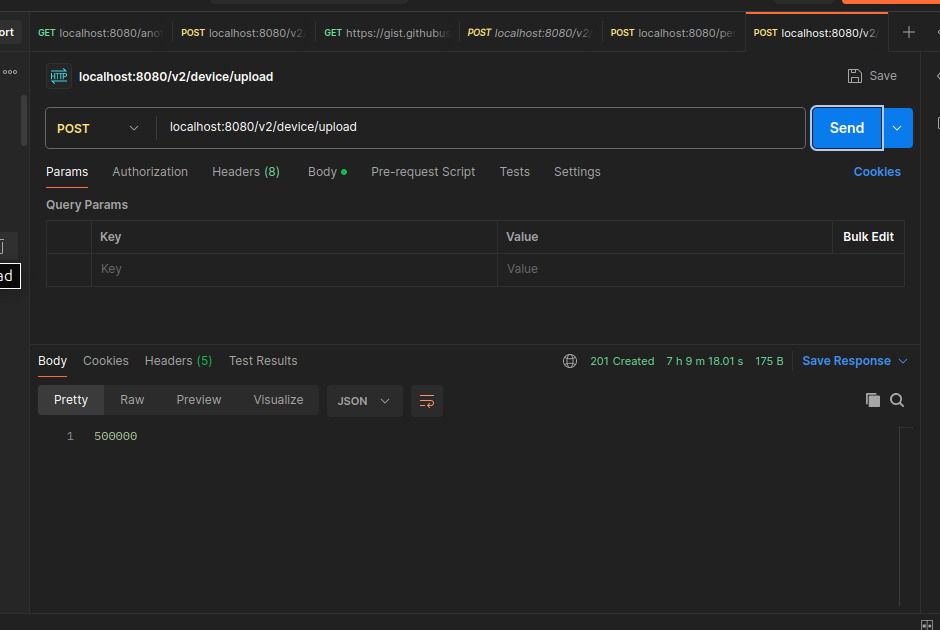 ort
GET localhost:8080/ano
POST localhost:8080/v2/
GET https://gist.githubus
POST localhost:8080/v2/
POST localhost:8080/pe
POST localhost:8080/v2/
HTTP localhost:8080/v2/device/upload
Save
POST
localhost:8080/v2/device/upload
Send
Params
Authorization
Headers (8)
Body
Pre-request Script
Tests
Settings
Cookies
Query Params
Key
Value
Bulk Edit
Key
Value
ad
Body
Cookies
Headers (5)
Test Results
201 Created
7 h 9 m 18.01 s
175 B
Save Response
Pretty
Raw
Preview
Visualize
JSON
1 500000